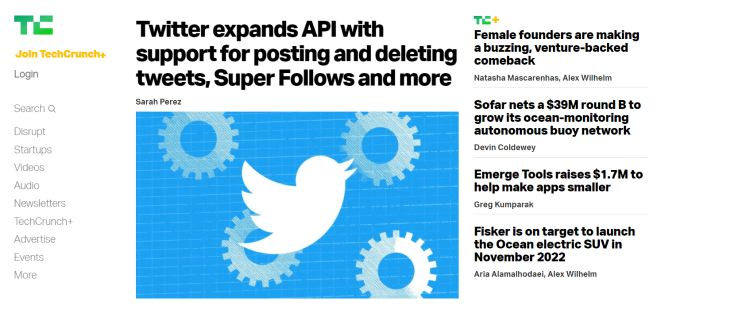 TC
Join TechCrunch+
Login
Search
Disrupt
Startups
Videos
Audio
Newsletters
TechCrunch+
Advertise
Events
More
Twitter expands API with
support for posting and deleting
tweets, Super Follows and more
Sarah Perez
TC+
Female founders are making
a buzzing, venture-backed
comeback
Natasha Mascarenhas, Alex Wilhelm
Sofar nets a $39M round B to
grow its ocean-monitoring
autonomous buoy network
Devin Coldewey
Emerge Tools raises $1.7M to
help make apps smaller
Greg Kumparak
Fisker is on target to launch
the Ocean electric SUV in
November 2022
Aria Alamalhodaei, Alex Wilhelm